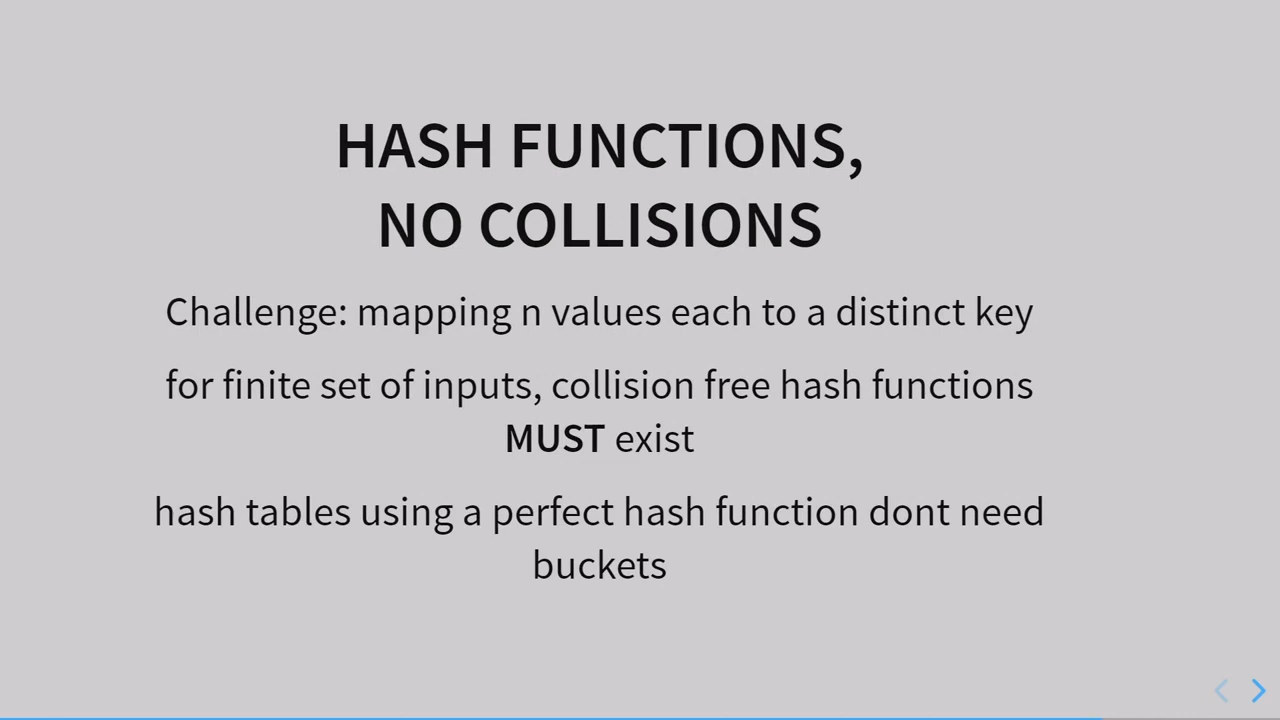 HASH FUNCTIONS,
NO COLLISIONS
Challenge: mapping n values each to a distinct key
for finite set of inputs, collision free hash functions
MUST exist
hash tables using a perfect hash function dont need
buckets